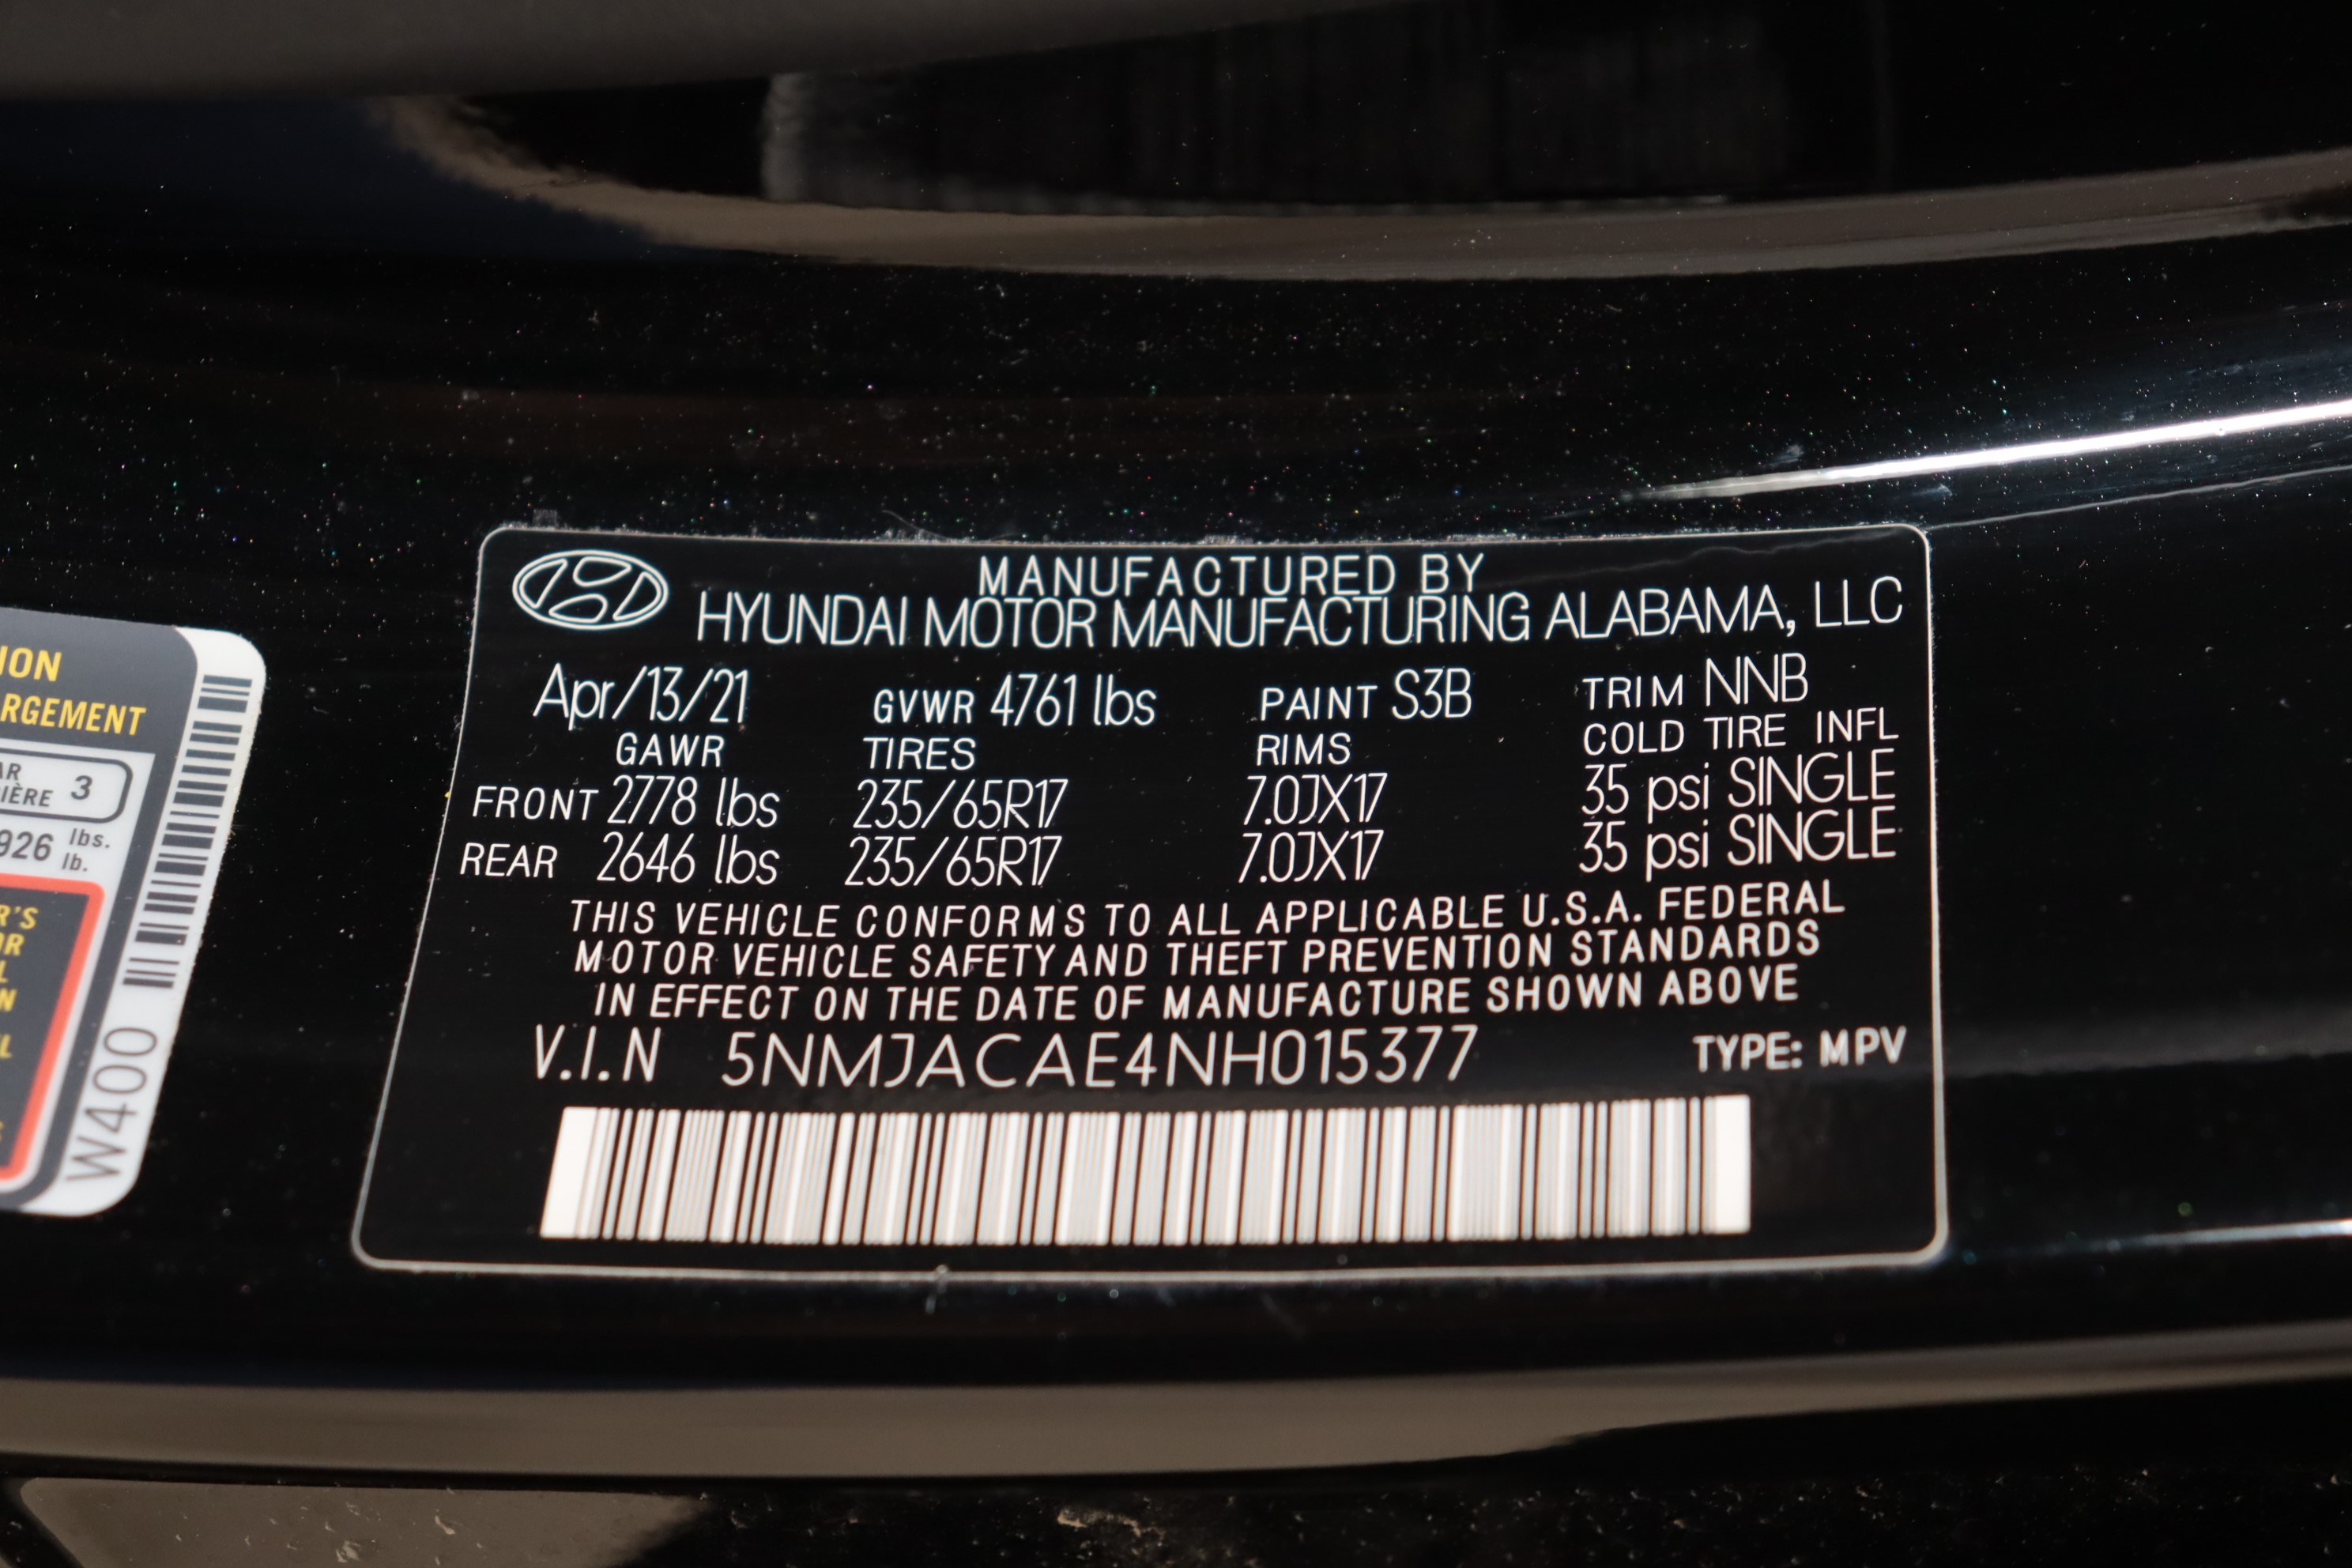 MANUFACTURED BY
HYUNDAI MOTOR MANUFACTURING ALABAMA, LLC
Apr/13/21 GVWR 4761 lbs PAINT S3B TRIM NNB
GAWR TIRES RIMS COLD TIRE INFL
FRONT 2778 lbs 235/65R17 7.0JX17 35 psi SINGLE
REAR 2646 lbs 235/65R17 7.0JX17 35 psi SINGLE
THIS VEHICLE CONFORMS TO ALL APPLICABLE U.S.A. FEDERAL
MOTOR VEHICLE SAFETY AND THEFT PREVENTION STANDARDS
IN EFFECT ON THE DATE OF MANUFACTURE SHOWN ABOVE
V.I.N 5NMJACAE4NH015377 TYPE: MPV
3
926 lbs.
lb.
W400